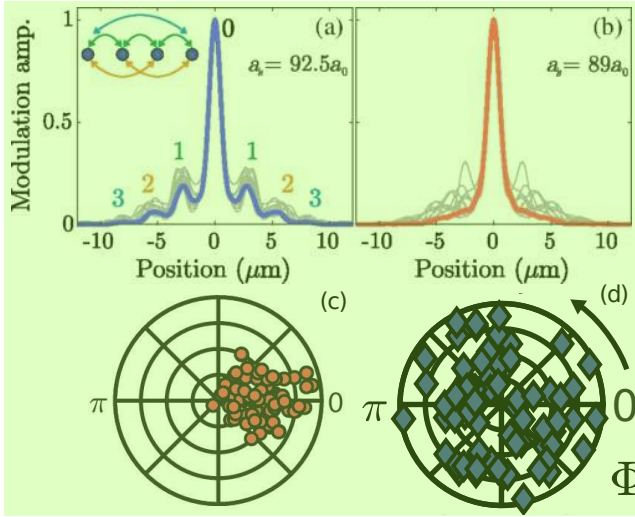 (a)
0
a_s = 92.5a_0
1 1
2 2
3 3
1
0.5
0
Modulation amp.
-10 -5 0 5 10
Position (μm)
(b)
a_s = 89a_0
-10 -5 0 5 10
Position (μm)
(c)
π 0
(d)
π 0
Φ